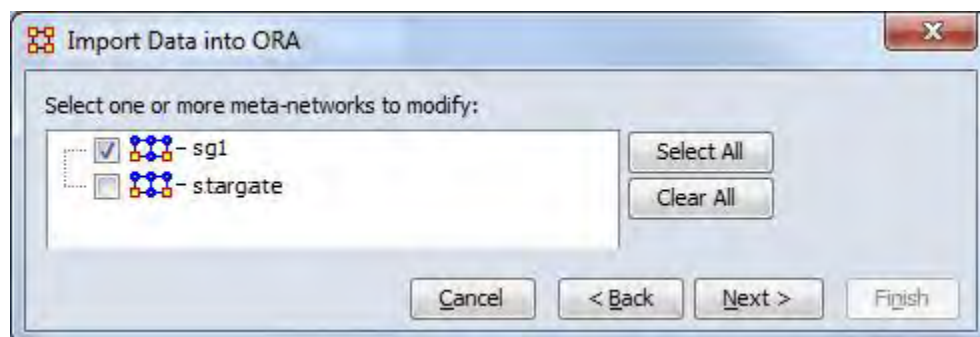 Import Data into ORA
Select one or more meta-networks to modify:
sg1
stargate
Select All
Clear All
Cancel
< Back
Next >
Finish